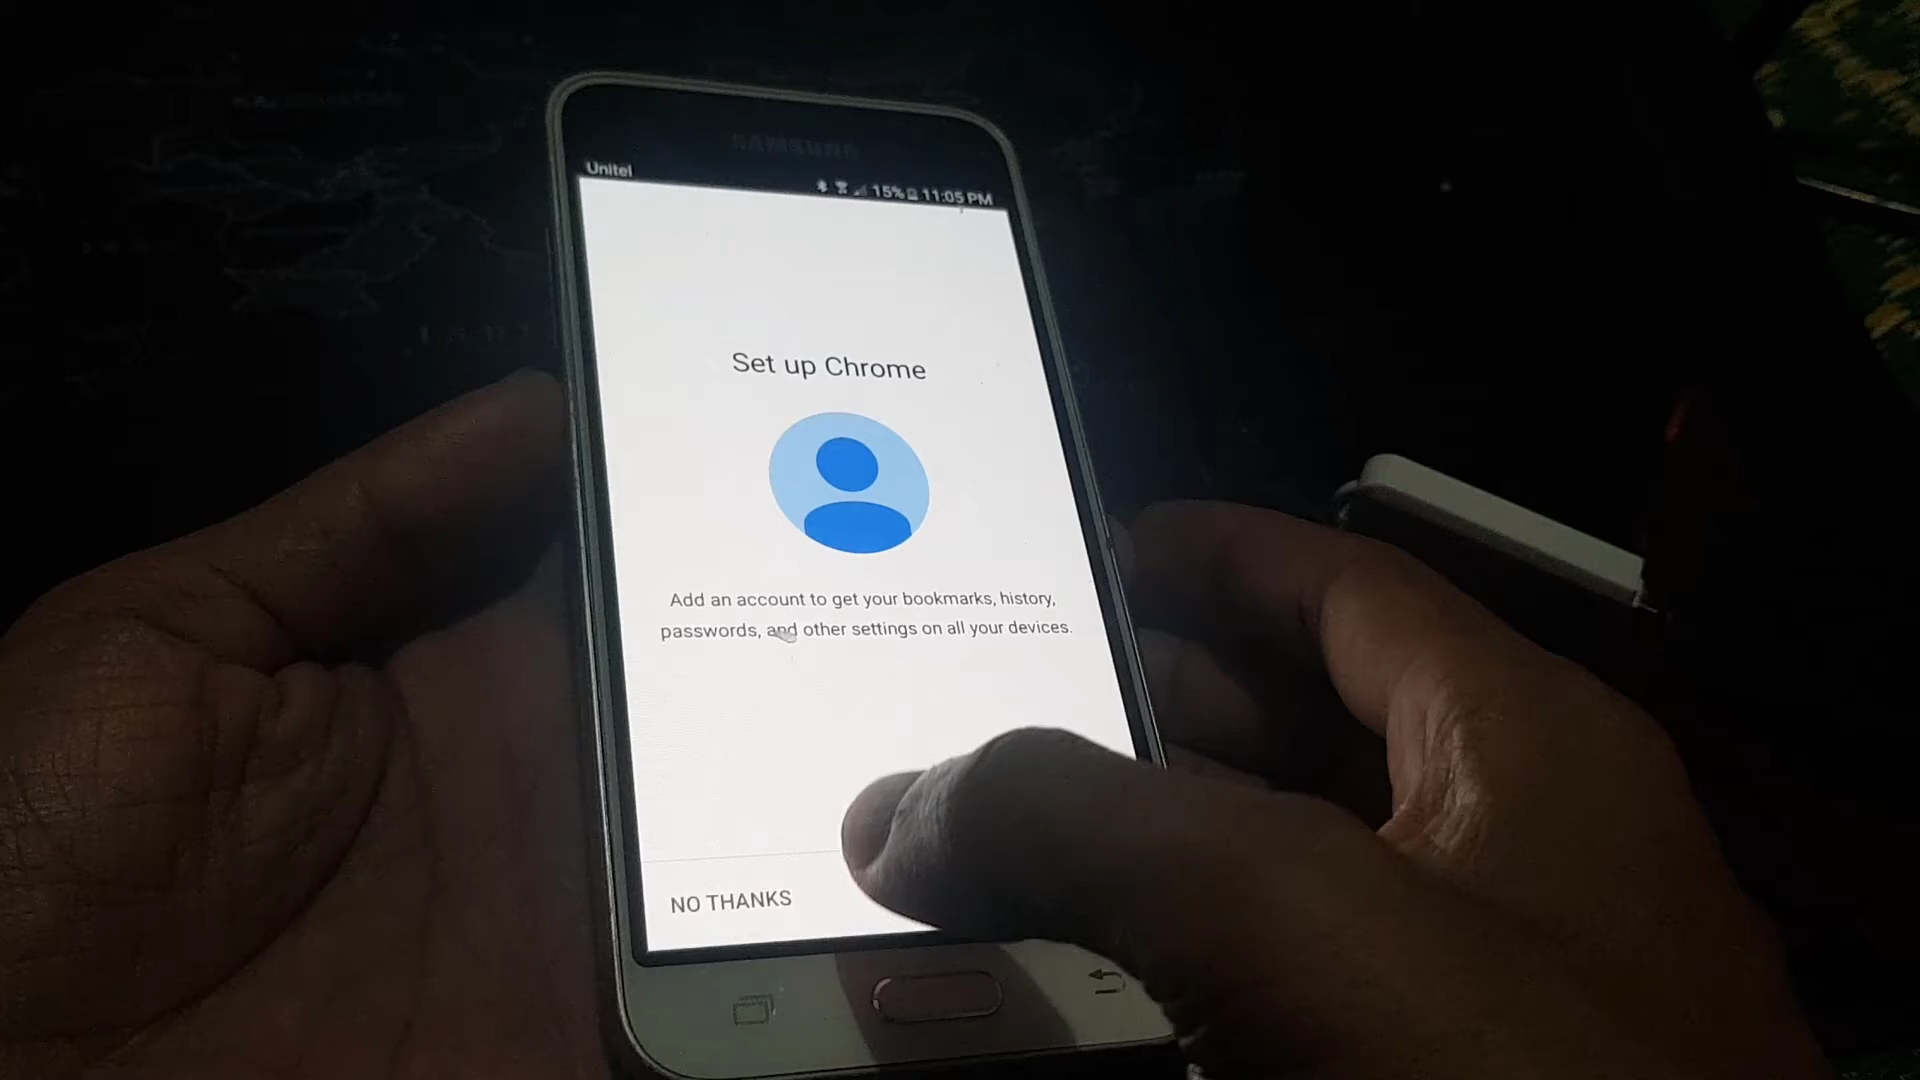 SAMSUNG
Unitel
15% 11:05 PM
Set up Chrome
Add an account to get your bookmarks, history,
passwords, and other settings on all your devices.
NO THANKS